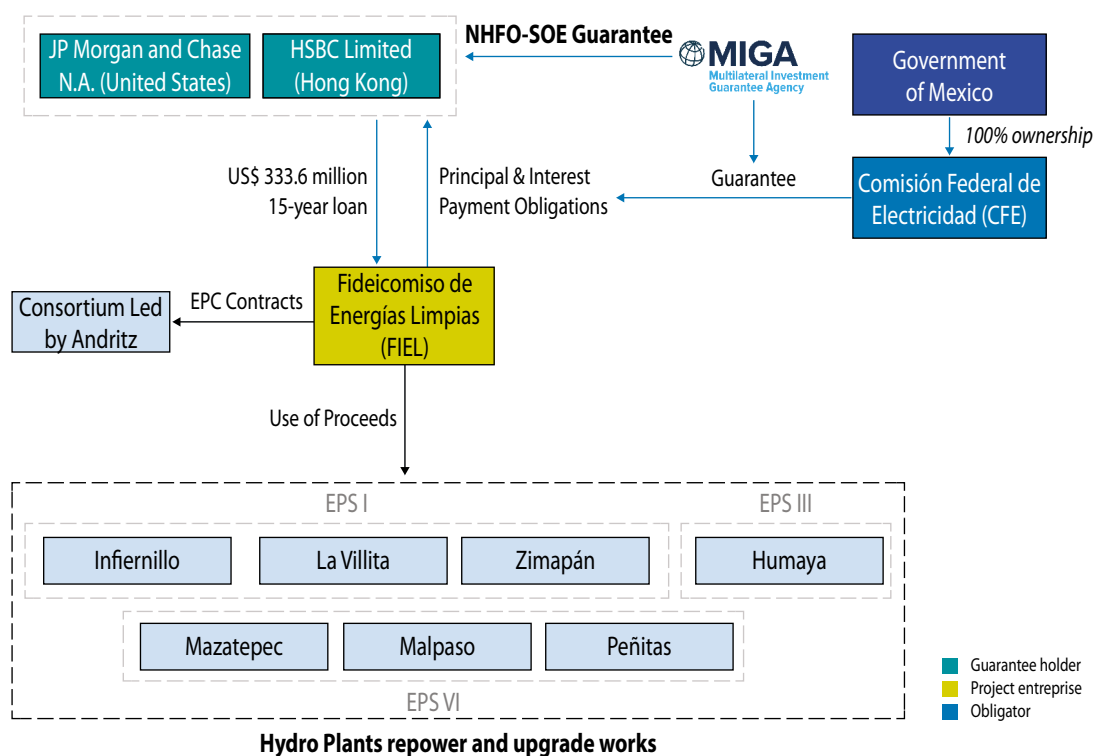 JP Morgan and Chase
N.A. (United States)
HSBC Limited
(Hong Kong)
NHFO-SOE Guarantee
MIGA
Multilateral Investment
Guarantee Agency
Government
of Mexico
100% ownership
US$ 333.6 million
15-year loan
Principal & Interest
Payment Obligations
Guarantee
Comisión Federal de
Electricidad (CFE)
Consortium Led
by Andritz
EPC Contracts
Fideicomiso de
Energías Limpias
(FIEL)
Use of Proceeds
EPS I
EPS III
Infiernillo
La Villita
Zimapán
Humaya
Mazatepec
Malpaso
Peñitas
EPS VI
Guarantee holder
Project entreprise
Obligator
Hydro Plants repower and upgrade works